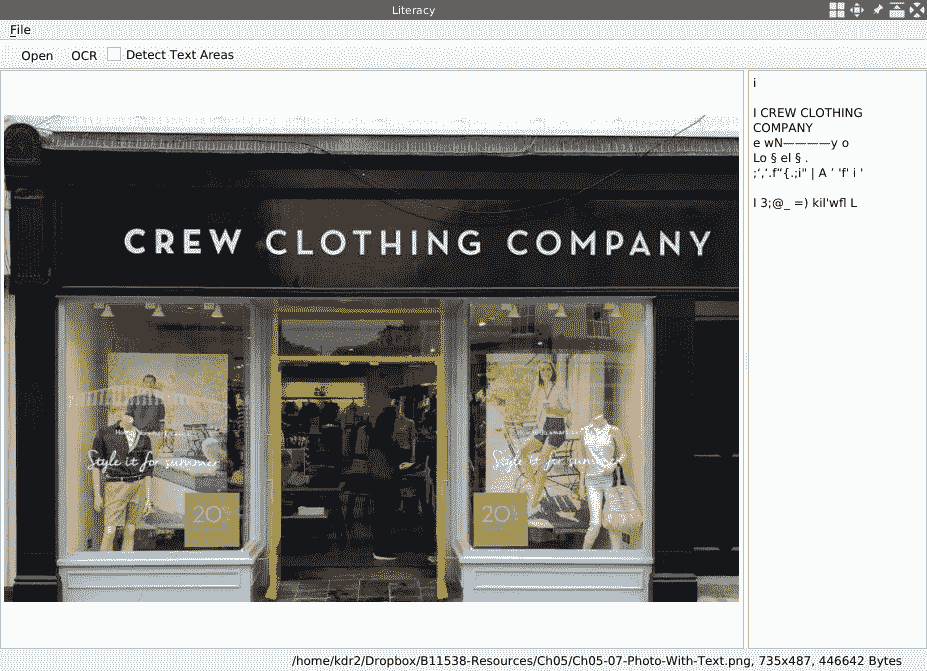 Literacy
File
Open OCR Detect Text Areas
i
l CREW CLOTHING
COMPANY
e wN————y o
Lo § el § .
;‘,‘.f“{.;i" | A ’ 'f' i '
l 3;@_ =) kil'wfl L
CREW CLOTHING COMPANY
Style it for summer
Style it for summer
20%
20%
/home/kdr2/Dropbox/B11538-Resources/Ch05/Ch05-07-Photo-With-Text.png, 735x487, 446642 Bytes